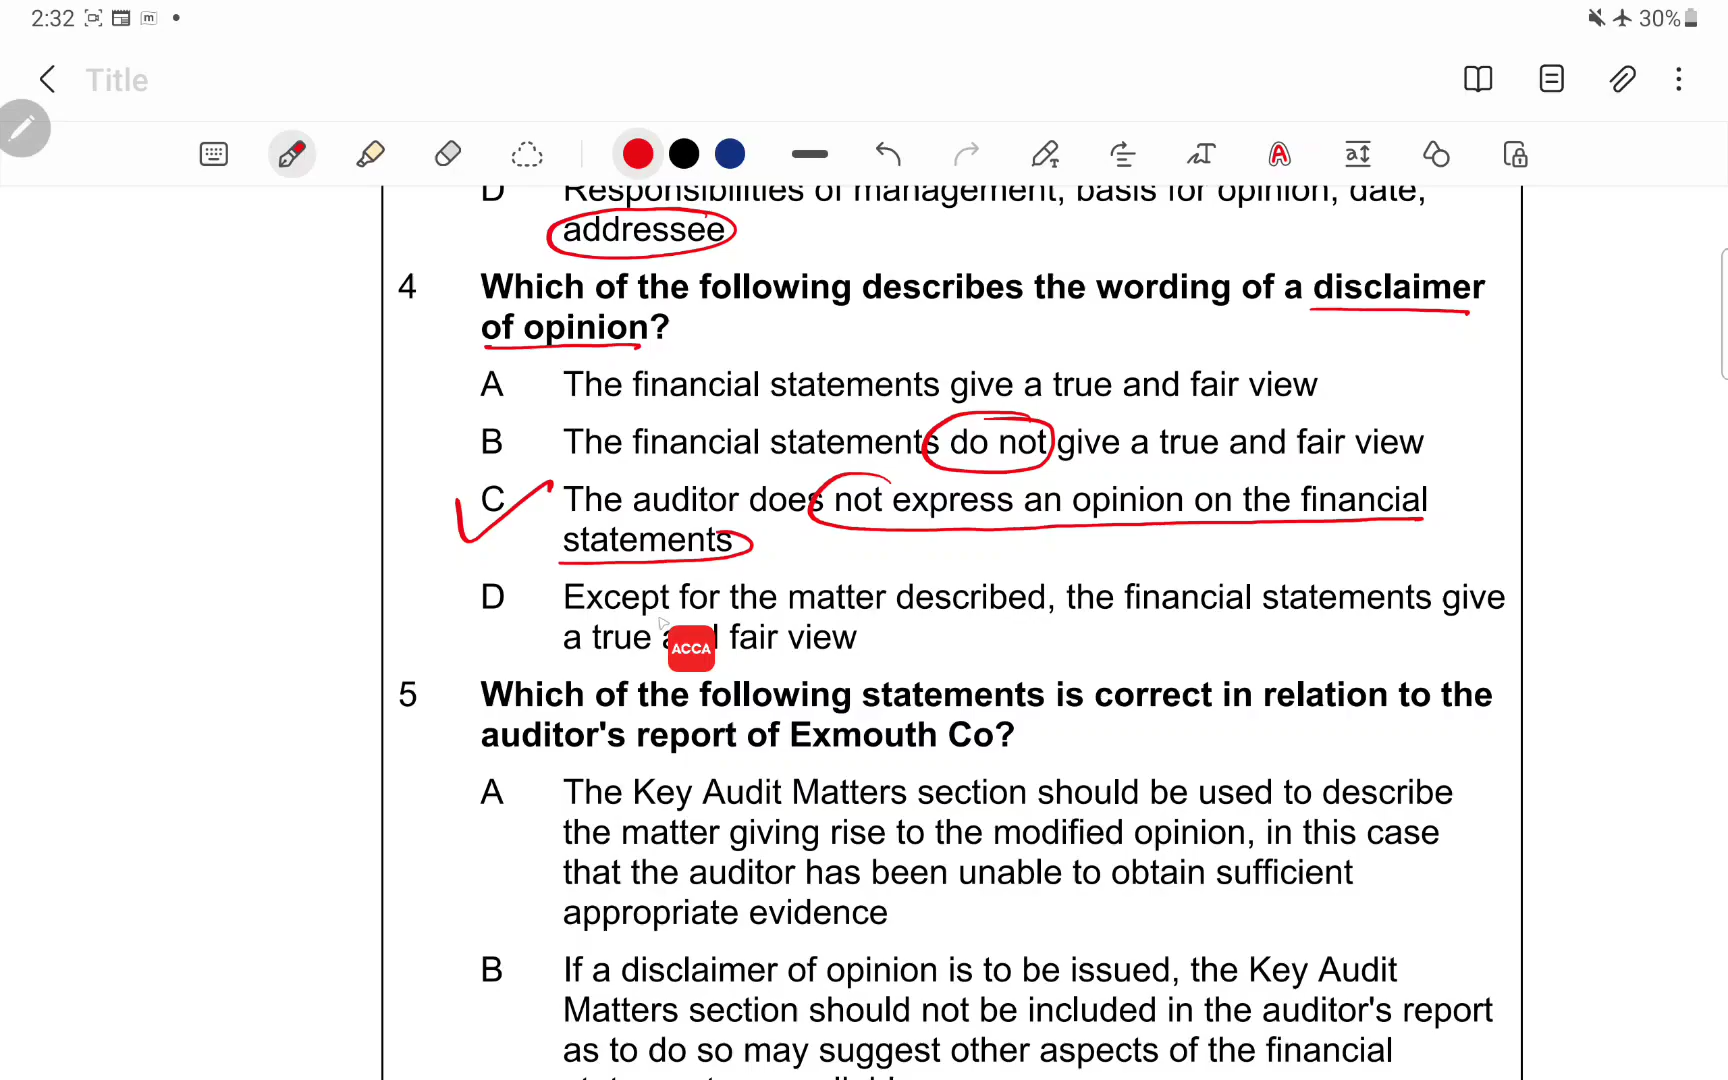 2:32
30%
Title
D Responsibilities of management, basis for opinion, date,
addressee
4 Which of the following describes the wording of a disclaimer
of opinion?
A The financial statements give a true and fair view
B The financial statements do not give a true and fair view
C The auditor does not express an opinion on the financial
statements
D Except for the matter described, the financial statements give
a true fair view
ACCA
5 Which of the following statements is correct in relation to the
auditor's report of Exmouth Co?
A The Key Audit Matters section should be used to describe
the matter giving rise to the modified opinion, in this case
that the auditor has been unable to obtain sufficient
appropriate evidence
B If a disclaimer of opinion is to be issued, the Key Audit
Matters section should not be included in the auditor's report
as to do so may suggest other aspects of the financial